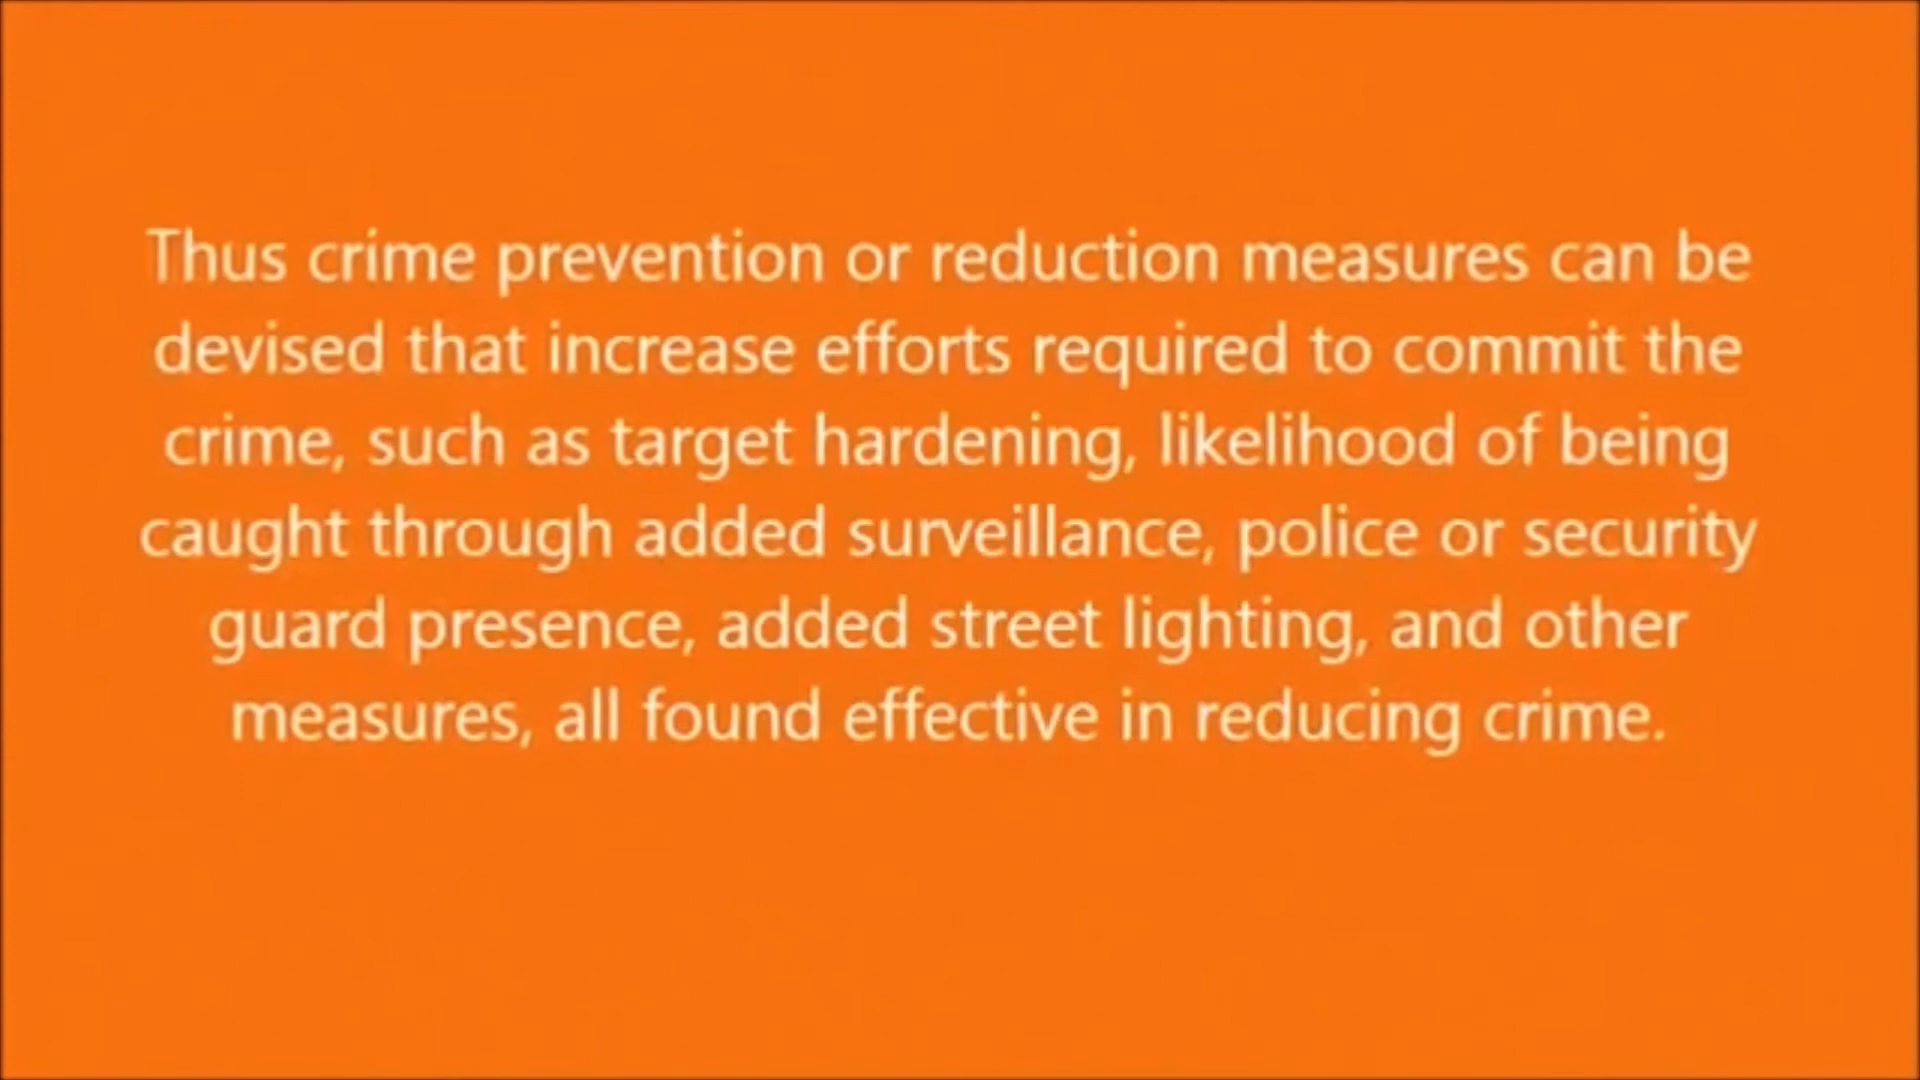 Thus crime prevention or reduction measures can be
devised that increase efforts required to commit the
crime, such as target hardening, likelihood of being
caught through added surveillance, police or security
guard presence, added street lighting, and other
measures, all found effective in reducing crime.